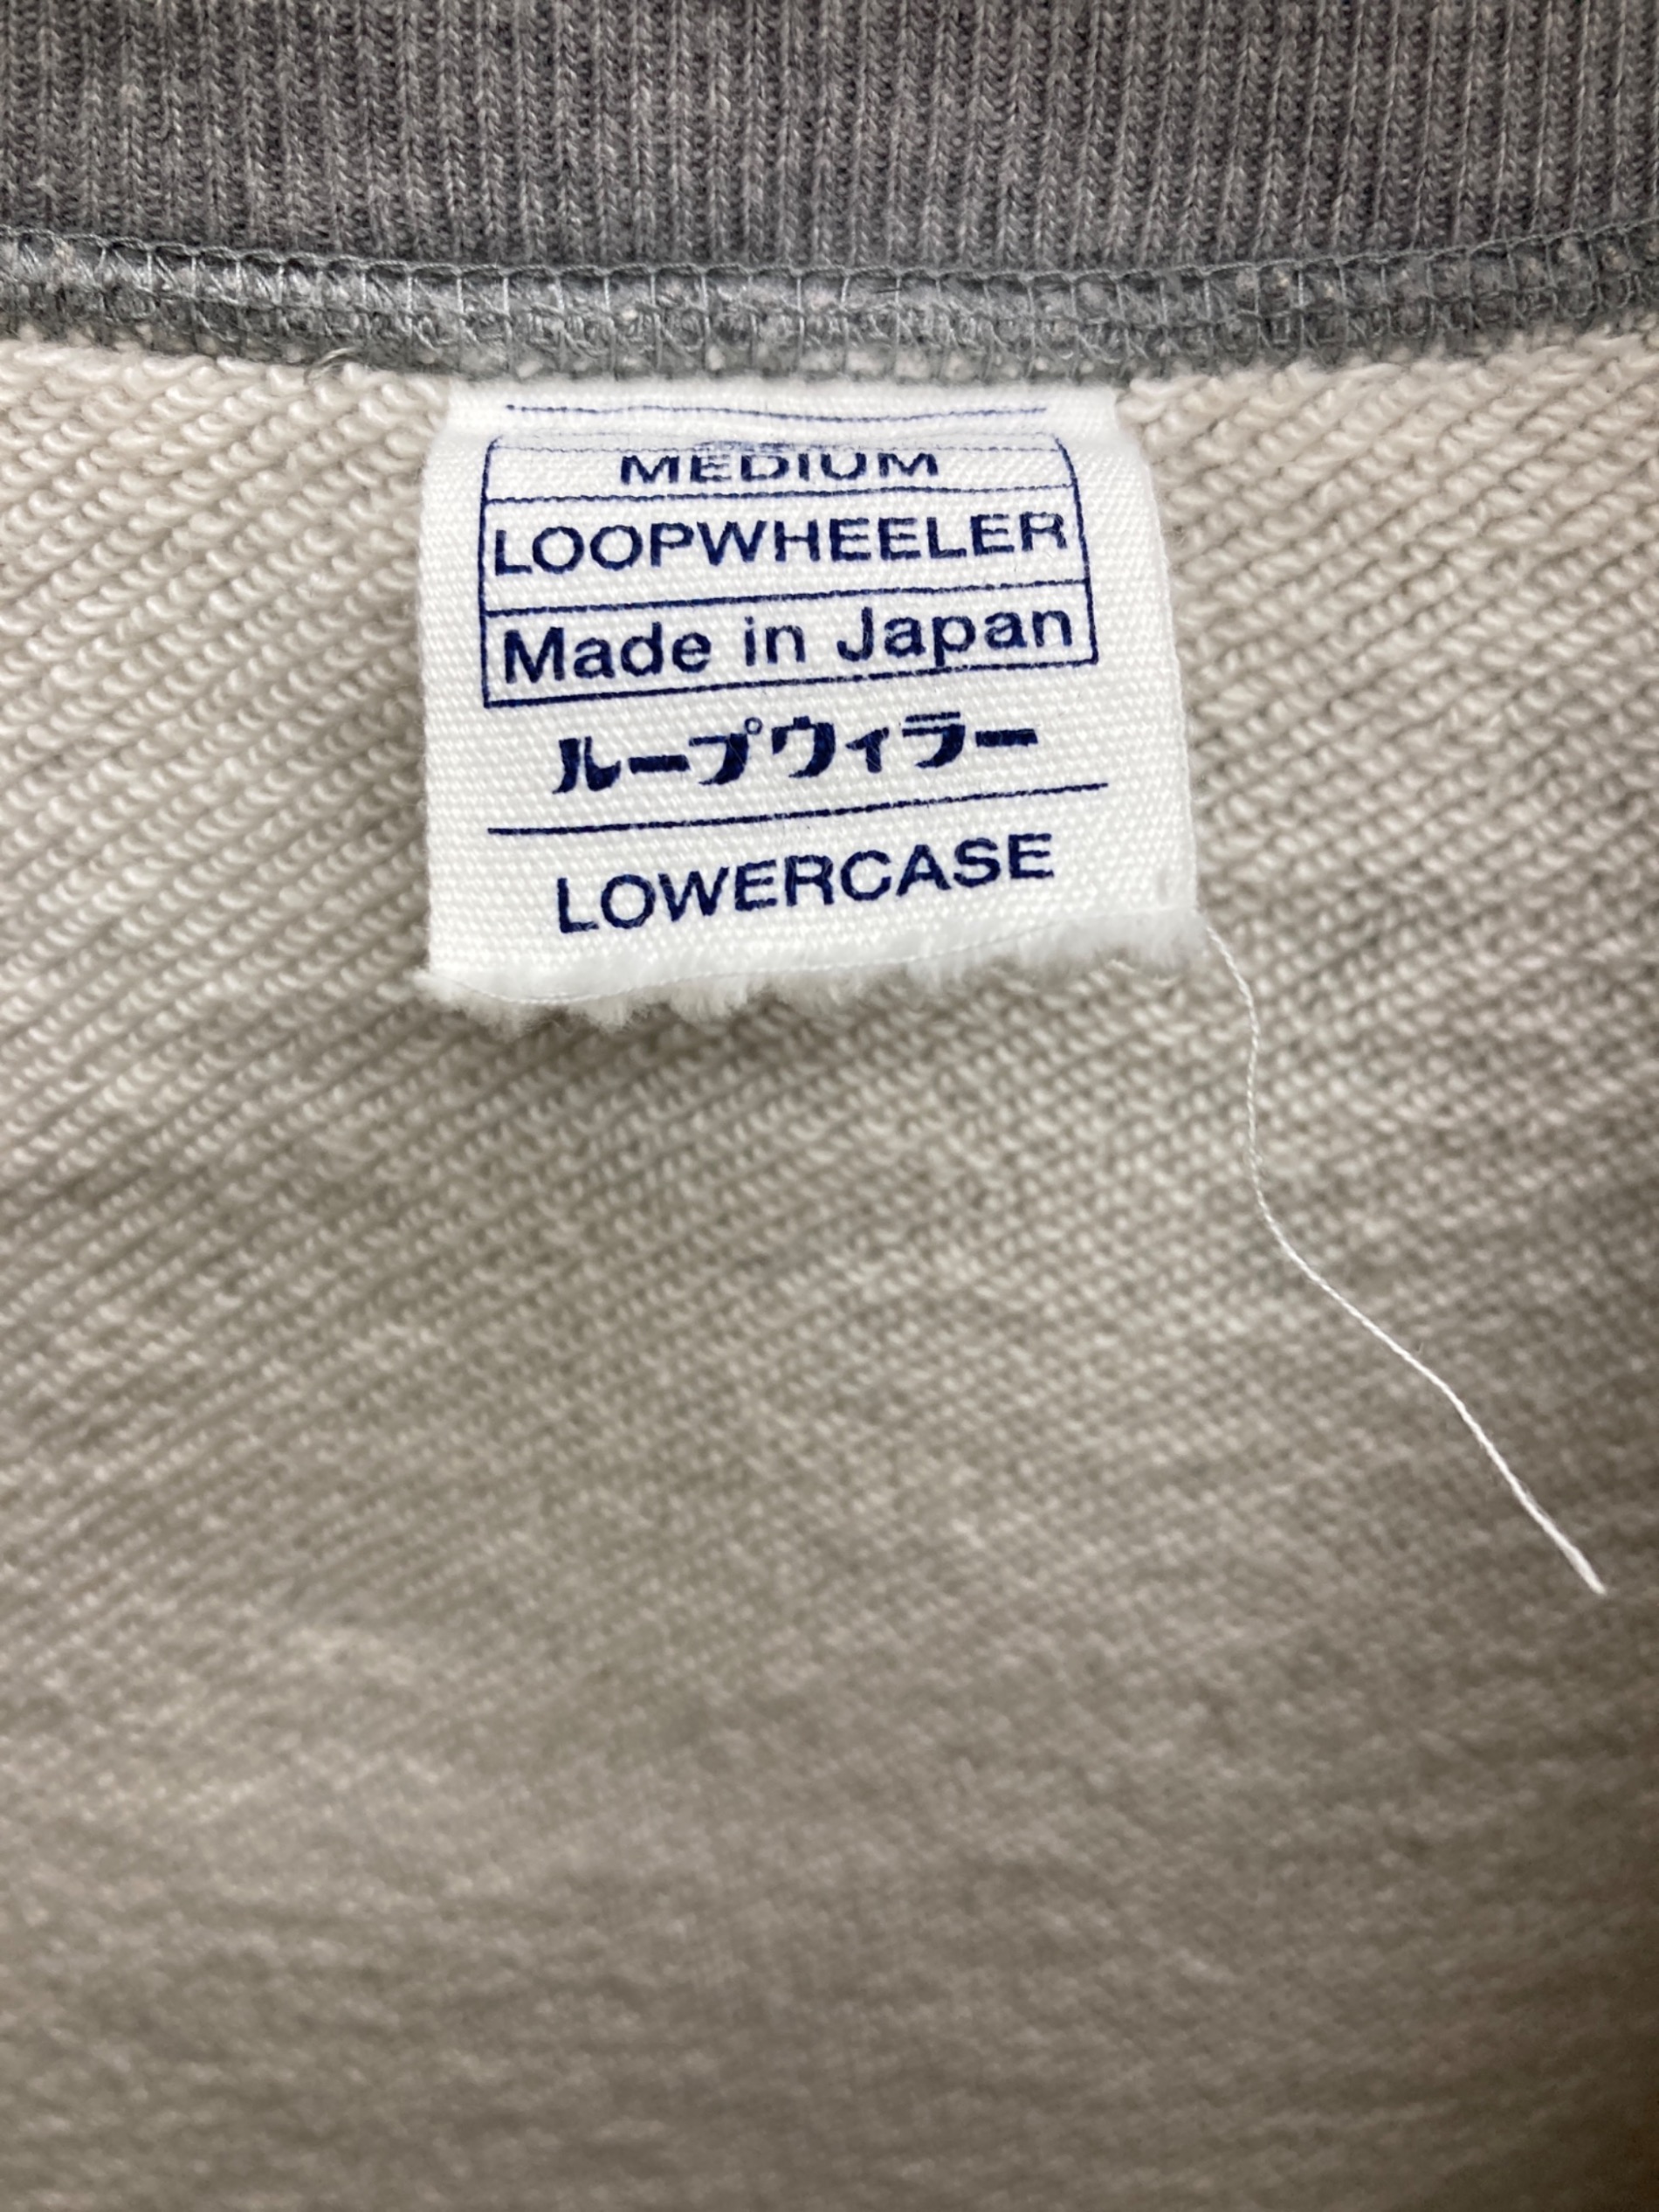 MEDIUM
LOOPWHEELER
Made in Japan
ループウィラー
LOWERCASE